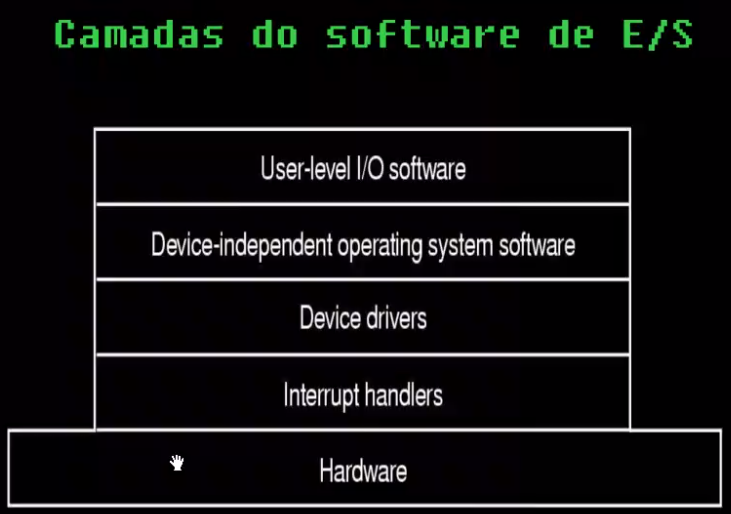 Camadas do software de E/S
User-level I/O software
Device-independent operating system software
Device drivers
Interrupt handlers
Hardware